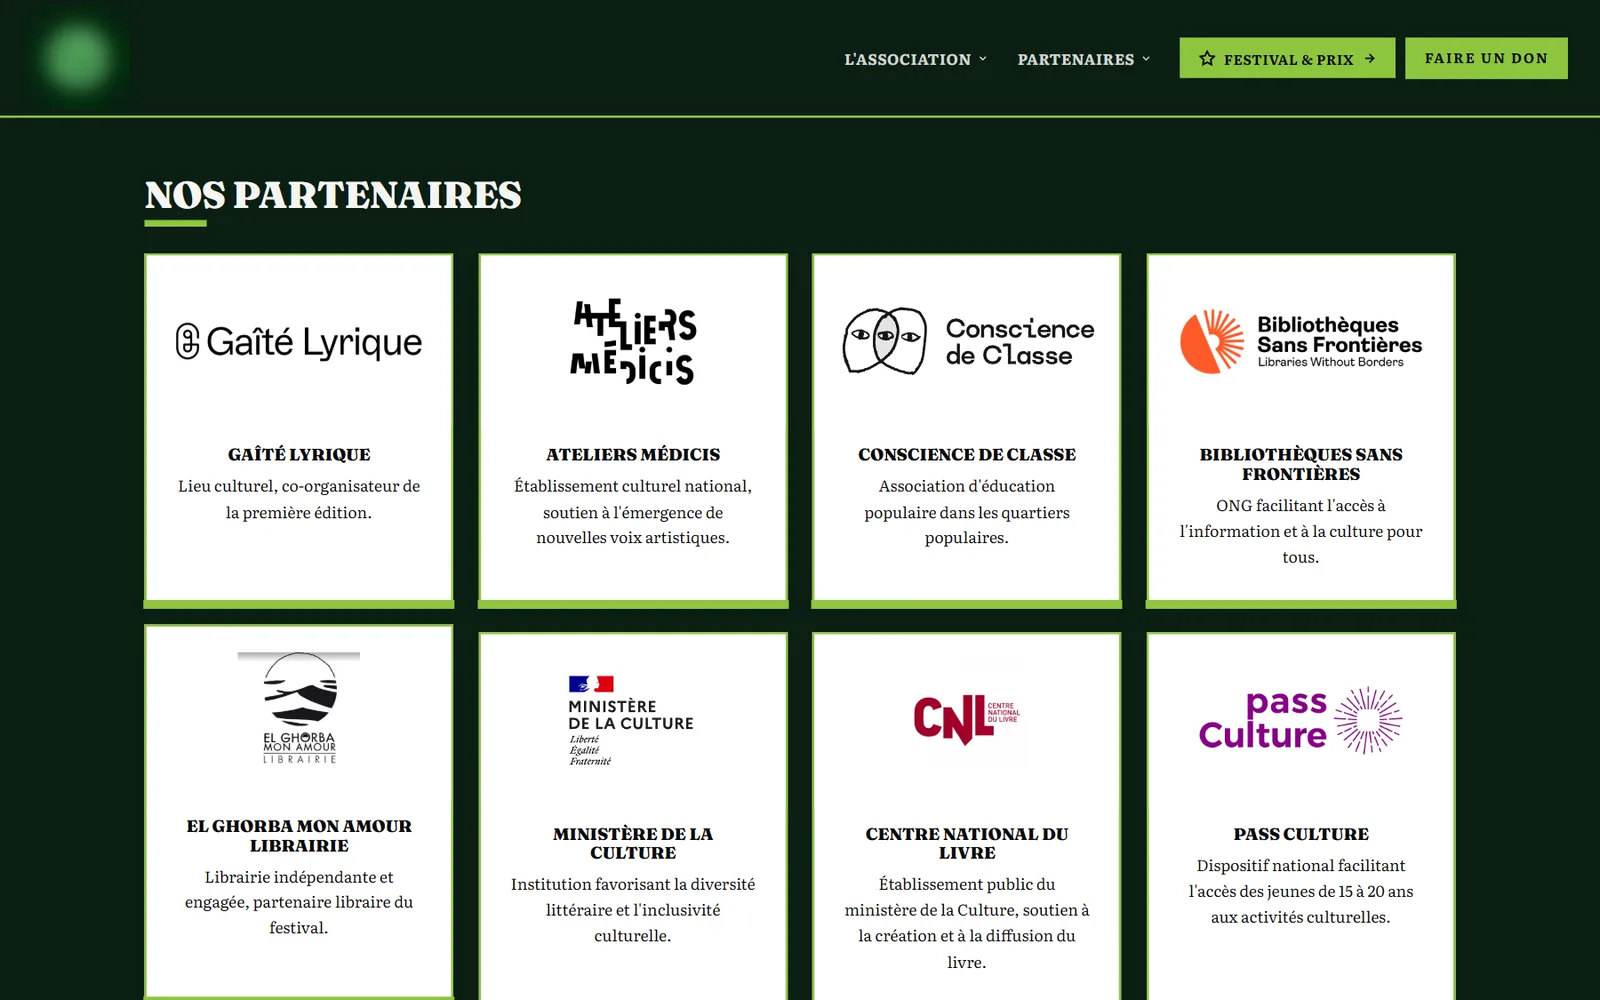 L'ASSOCIATION
PARTENAIRES
FESTIVAL & PRIX
FAIRE UN DON
NOS PARTENAIRES
Gaîté Lyrique
GAÎTÉ LYRIQUE
Lieu culturel, co-organisateur de
la première édition.
ATELIERS
MÉDICIS
ATELIERS MÉDICIS
Établissement culturel national,
soutien à l'émergence de
nouvelles voix artistiques.
Conscience
de Classe
CONSCIENCE DE CLASSE
Association d'éducation
populaire dans les quartiers
populaires.
Bibliothèques
Sans Frontières
Libraries Without Borders
BIBLIOTHÈQUES SANS
FRONTIÈRES
ONG facilitant l'accès à
l'information et à la culture pour
tous.
EL GHORBA
MON AMOUR
LIBRAIRIE
EL GHORBA MON AMOUR
LIBRAIRIE
Librairie indépendante et
engagée, partenaire libraire du
festival.
MINISTÈRE
DE LA CULTURE
Liberté
Égalité
Fraternité
MINISTÈRE DE LA
CULTURE
Institution favorisant la diversité
littéraire et l'inclusivité
culturelle.
CNL
CENTRE
NATIONAL
DU LIVRE
CENTRE NATIONAL DU
LIVRE
Établissement public du
ministère de la Culture, soutien à
la création et à la diffusion du
livre.
pass
Culture
PASS CULTURE
Dispositif national facilitant
l'accès des jeunes de 15 à 20 ans
aux activités culturelles.